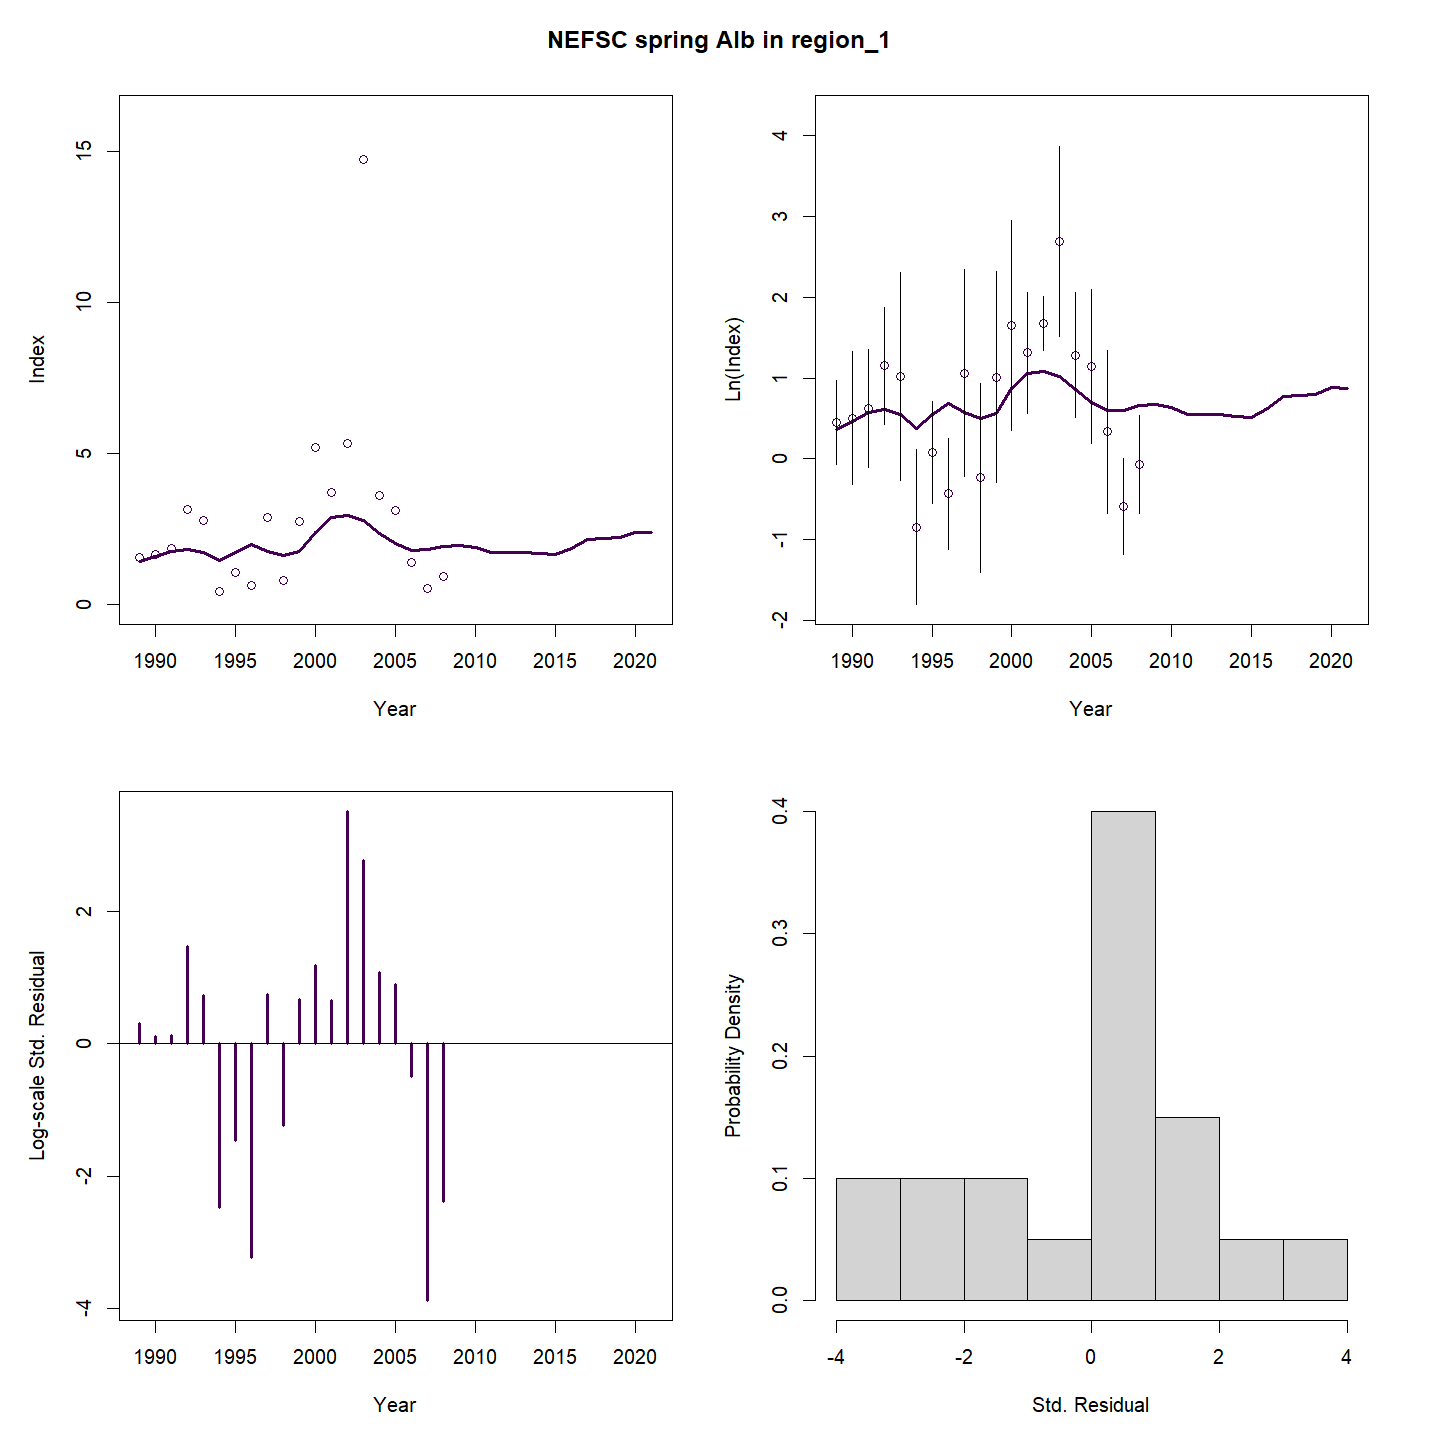 NEFSC spring Alb in region_1
Index
15
10
5
0
1990 1995 2000 2005 2010 2015 2020
Year
Ln(Index)
4
3
2
1
0
-1
-2
1990 1995 2000 2005 2010 2015 2020
Year
Log-scale Std. Residual
2
0
-2
-4
1990 1995 2000 2005 2010 2015 2020
Year
Probability Density
0.4
0.3
0.2
0.1
0.0
-4 -2 0 2 4
Std. Residual